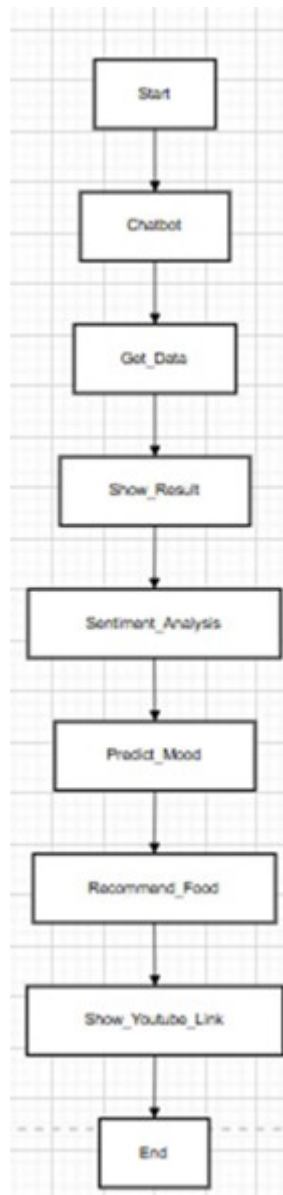 Start
Chatbot
Get_Data
Show_Result
Sentiment_Analysis
Predict_Mood
Recommend_Food
Show_Youtube_Link
End